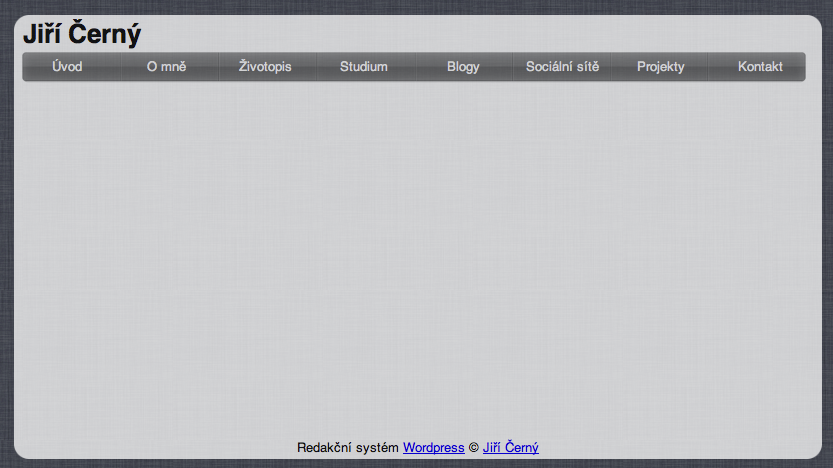 Jiří Černý
Úvod O mně Životopis Studium Blogy Sociální sítě Projekty Kontakt
Redakční systém Wordpress © Jiří Černý